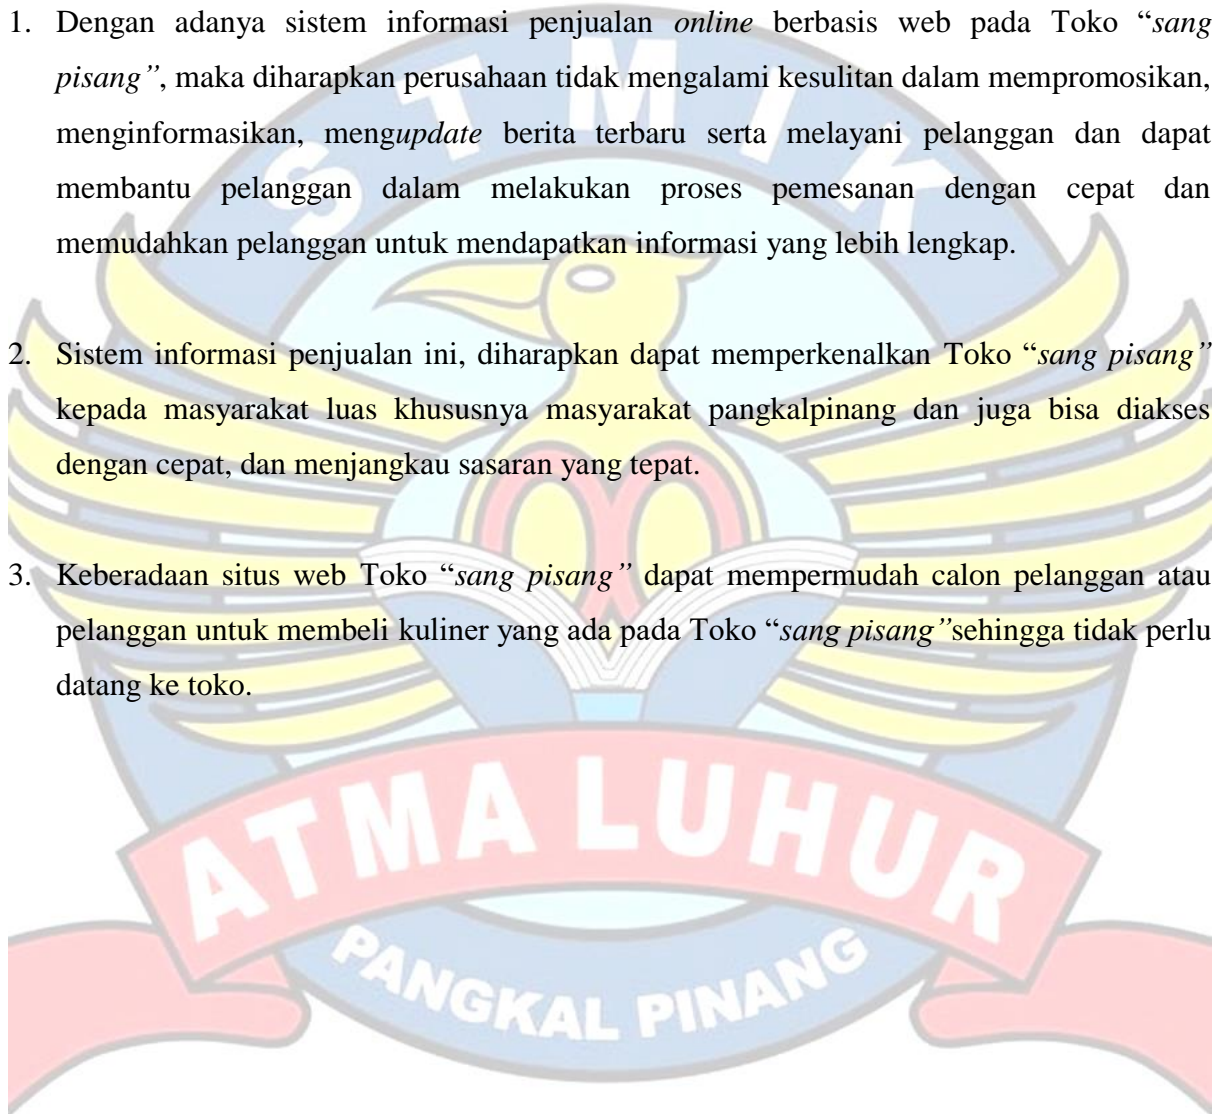 1. Dengan adanya sistem informasi penjualan online berbasis web pada Toko “sang
pisang”, maka diharapkan perusahaan tidak mengalami kesulitan dalam mempromosikan,
menginformasikan, mengupdate berita terbaru serta melayani pelanggan dan dapat
membantu pelanggan dalam melakukan proses pemesanan dengan cepat dan
memudahkan pelanggan untuk mendapatkan informasi yang lebih lengkap.
2. Sistem informasi penjualan ini, diharapkan dapat memperkenalkan Toko “sang pisang”
kepada masyarakat luas khususnya masyarakat pangkalpinang dan juga bisa diakses
dengan cepat, dan menjangkau sasaran yang tepat.
3. Keberadaan situs web Toko “sang pisang” dapat mempermudah calon pelanggan atau
pelanggan untuk membeli kuliner yang ada pada Toko “sang pisang”sehingga tidak perlu
datang ke toko.
STMIK
ATMA LUHUR
PANGKAL PINANG